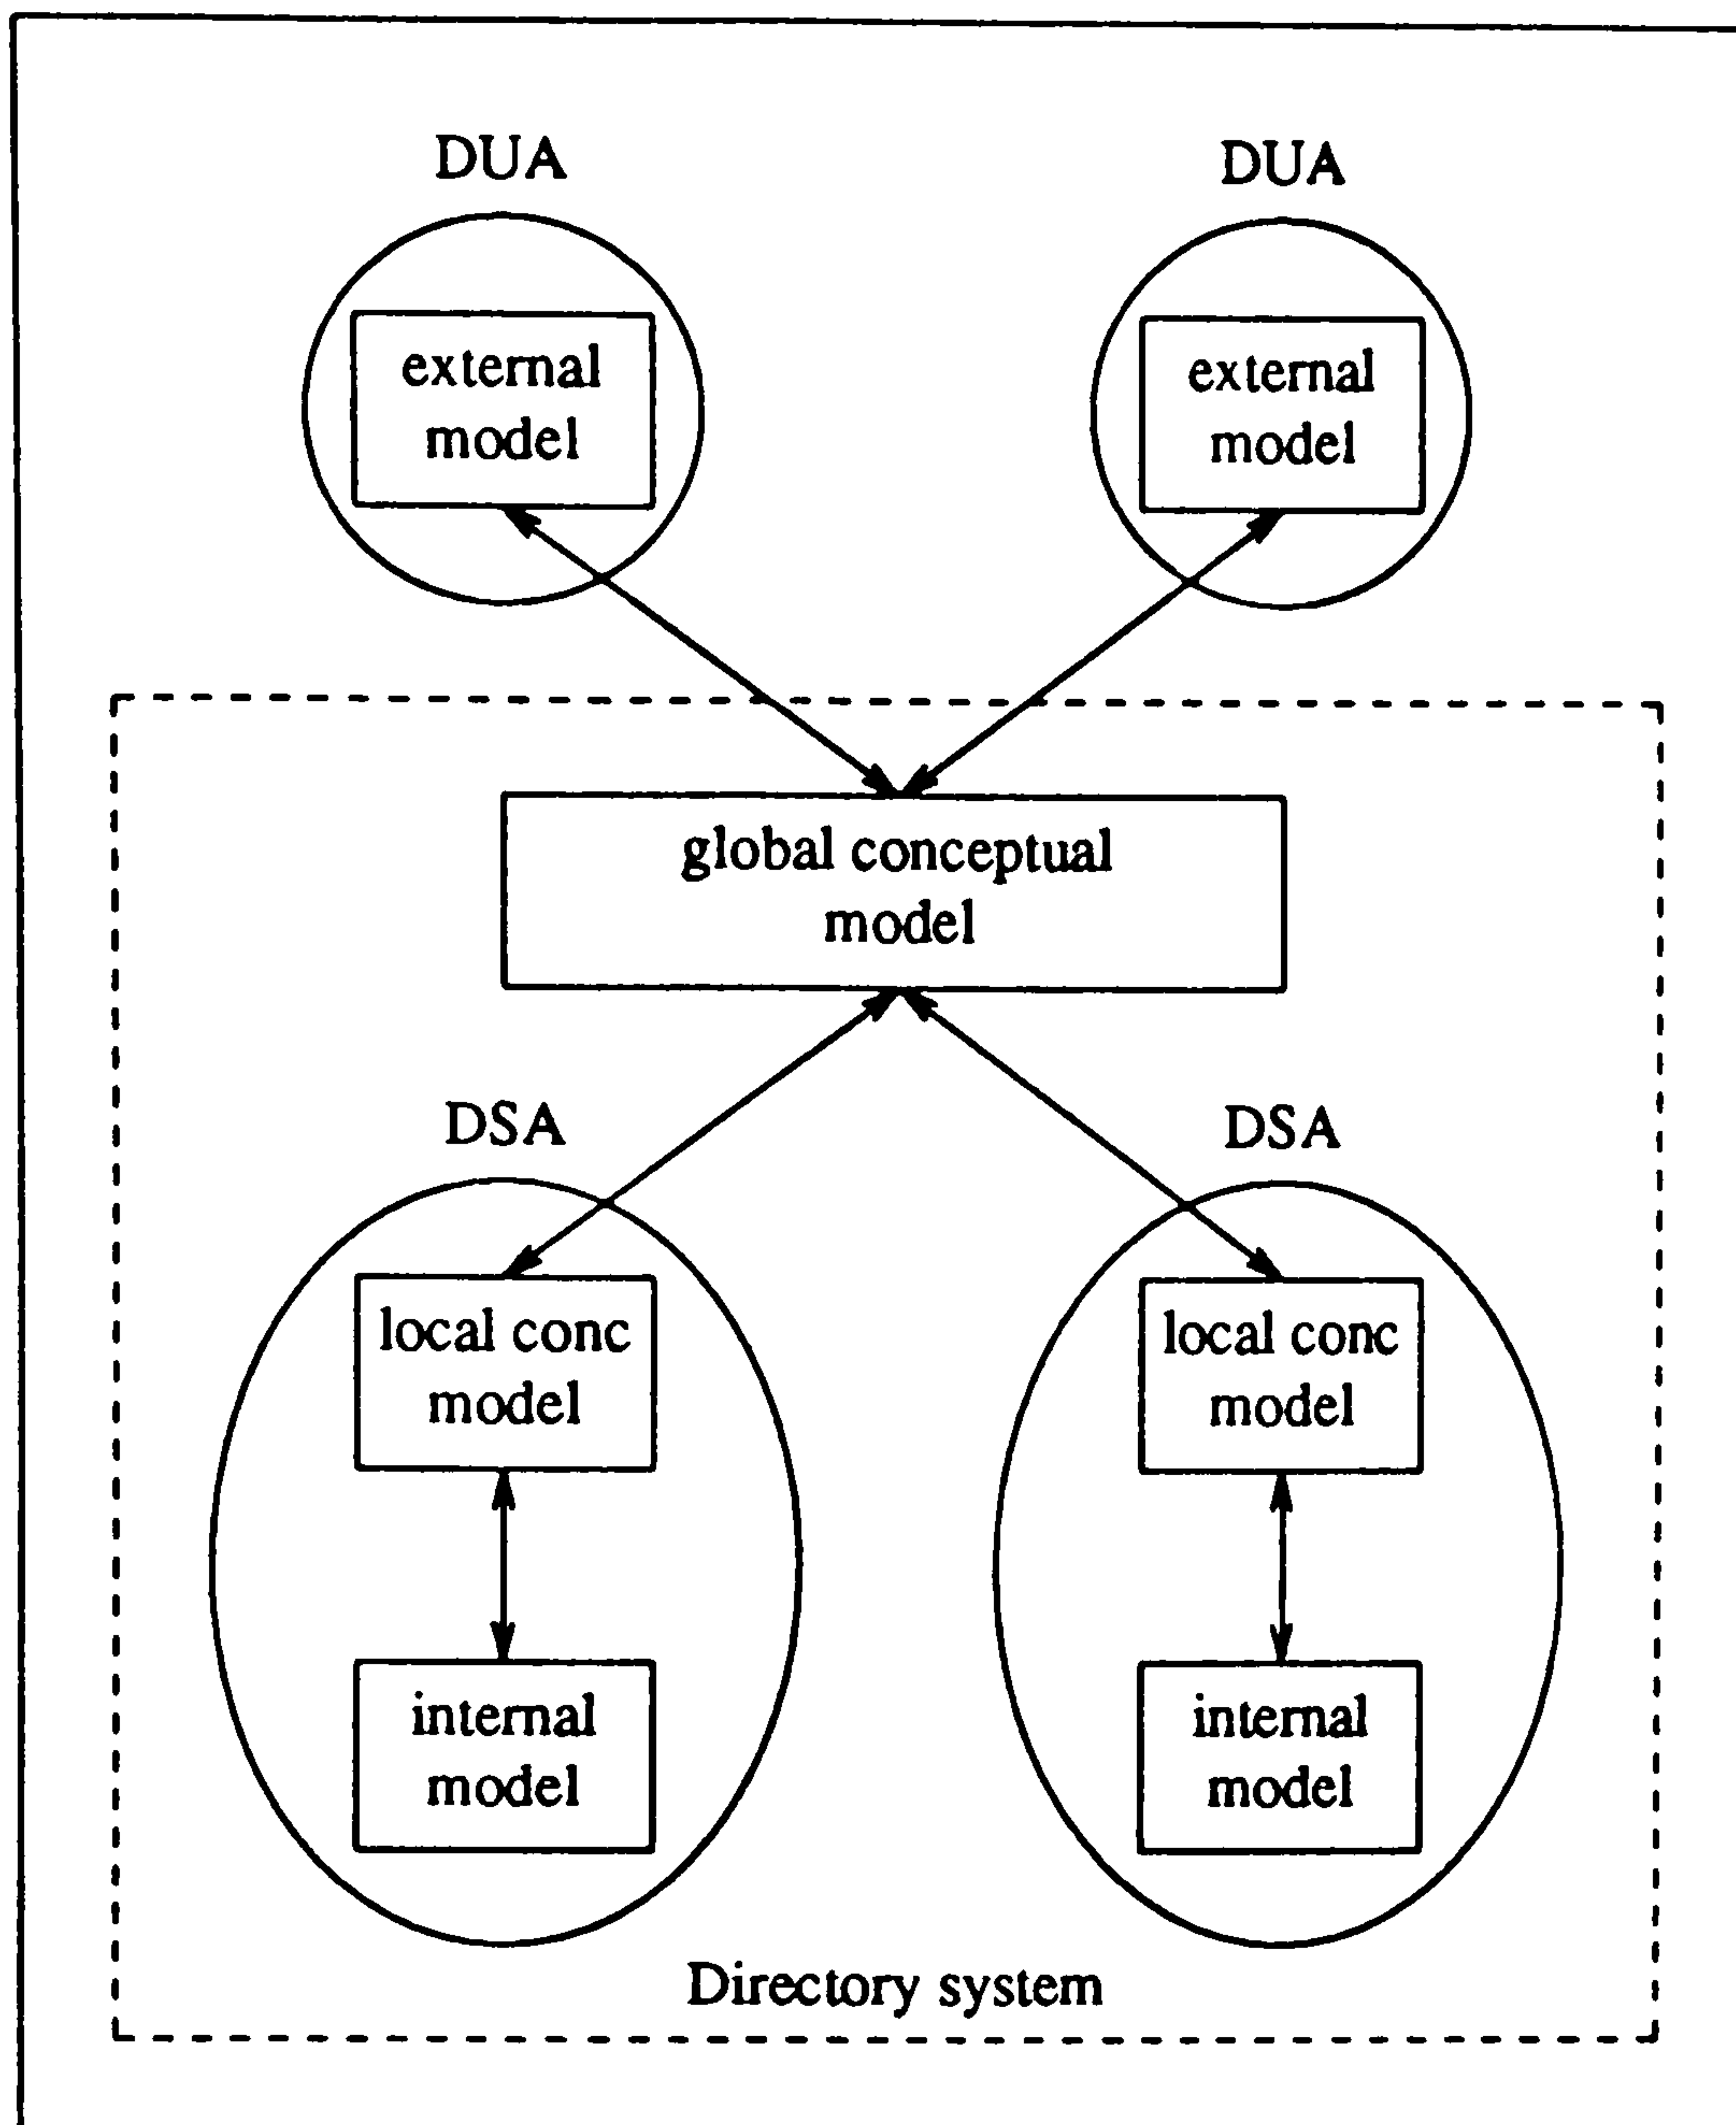 DUA
DUA
external
model
external
model
global conceptual
model
DSA
DSA
local conc
model
local conc
model
internal
model
internal
model
Directory system